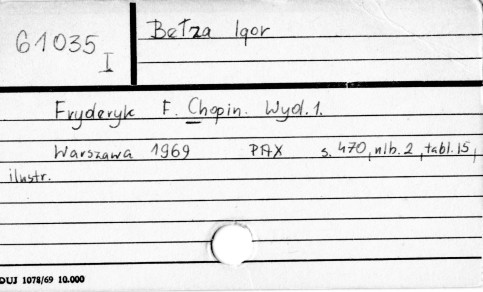 61035
I
Bełza Igor
Fryderyk F. Chopin. Wyd. 1.
Warszawa 1969 PAX s. 470, nlb. 2, tabl. 15,
ilustr.
DUJ 1078/69 10.000